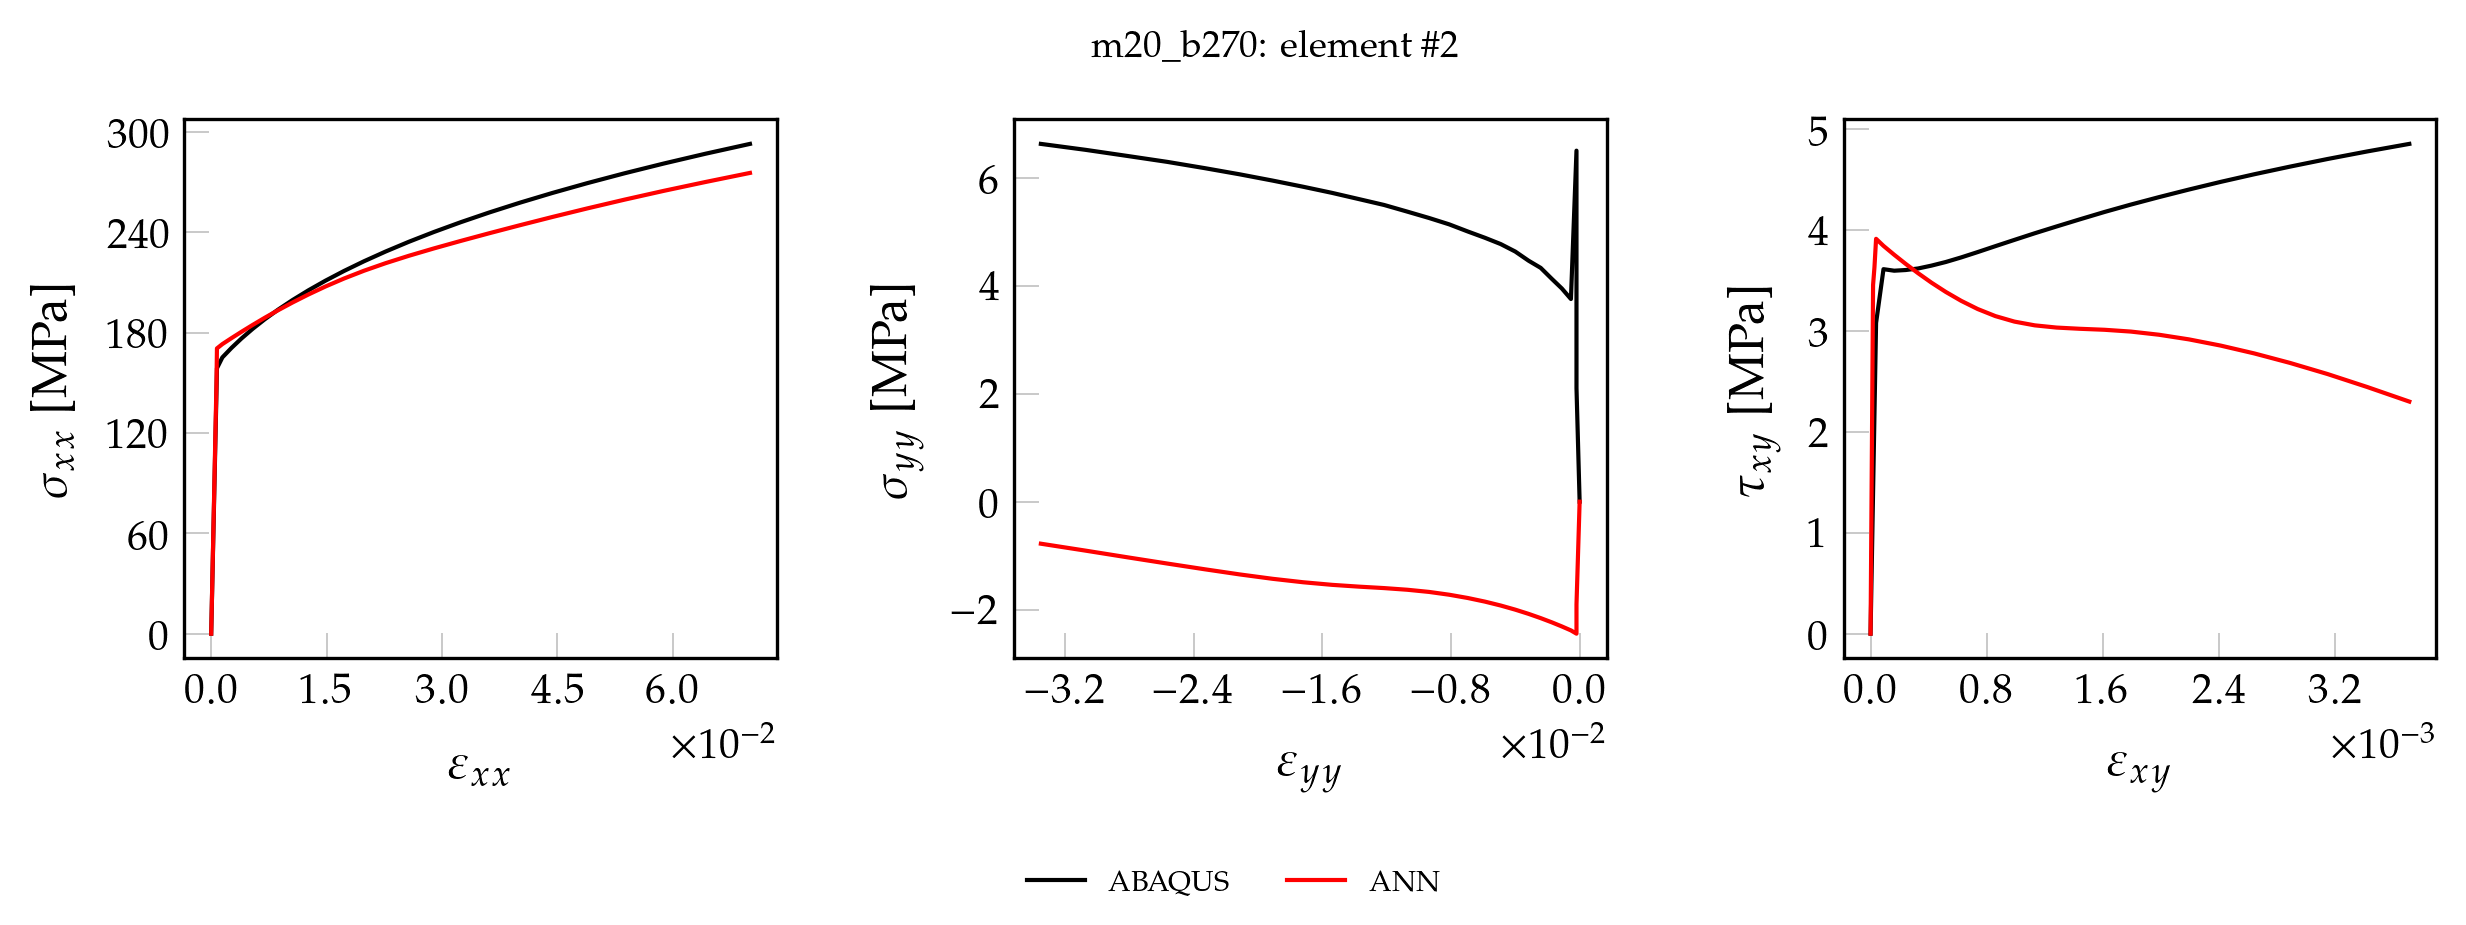 m20_b270: element #2
σxx [MPa]
300
240
180
120
60
0
0.0 1.5 3.0 4.5 6.0
×10−2
εxx
σyy [MPa]
6
4
2
0
−2
−3.2 −2.4 −1.6 −0.8 0.0
×10−2
εyy
τxy [MPa]
5
4
3
2
1
0
0.0 0.8 1.6 2.4 3.2
×10−3
εxy
ABAQUS ANN